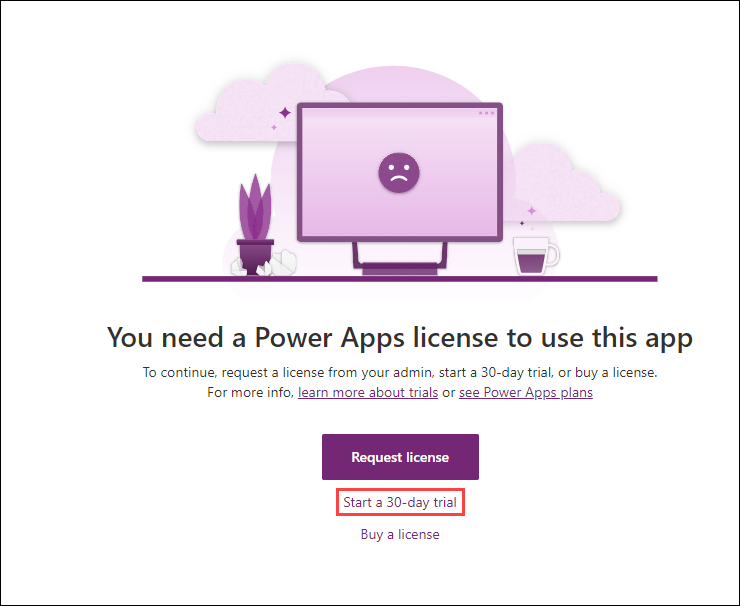 You need a Power Apps license to use this app
To continue, request a license from your admin, start a 30-day trial, or buy a license.
For more info, learn more about trials or see Power Apps plans
Request license
Start a 30-day trial
Buy a license